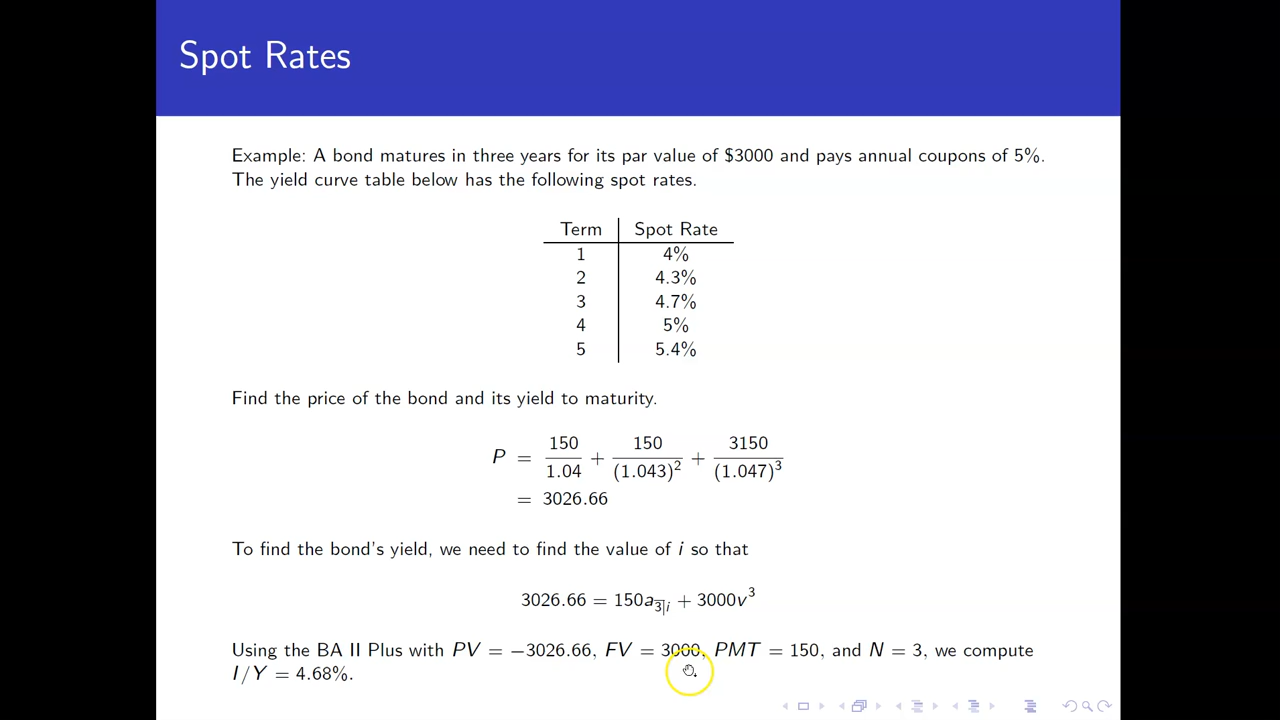 Spot Rates
Example: A bond matures in three years for its par value of $3000 and pays annual coupons of 5%.
The yield curve table below has the following spot rates.
Term Spot Rate
1 4%
2 4.3%
3 4.7%
4 5%
5 5.4%
Find the price of the bond and its yield to maturity.
P = 150/1.04 + 150/(1.043)² + 3150/(1.047)³
= 3026.66
To find the bond's yield, we need to find the value of i so that
3026.66 = 150a_{3̅|i} + 3000v³
Using the BA II Plus with PV = −3026.66, FV = 3000, PMT = 150, and N = 3, we compute
I/Y = 4.68%.